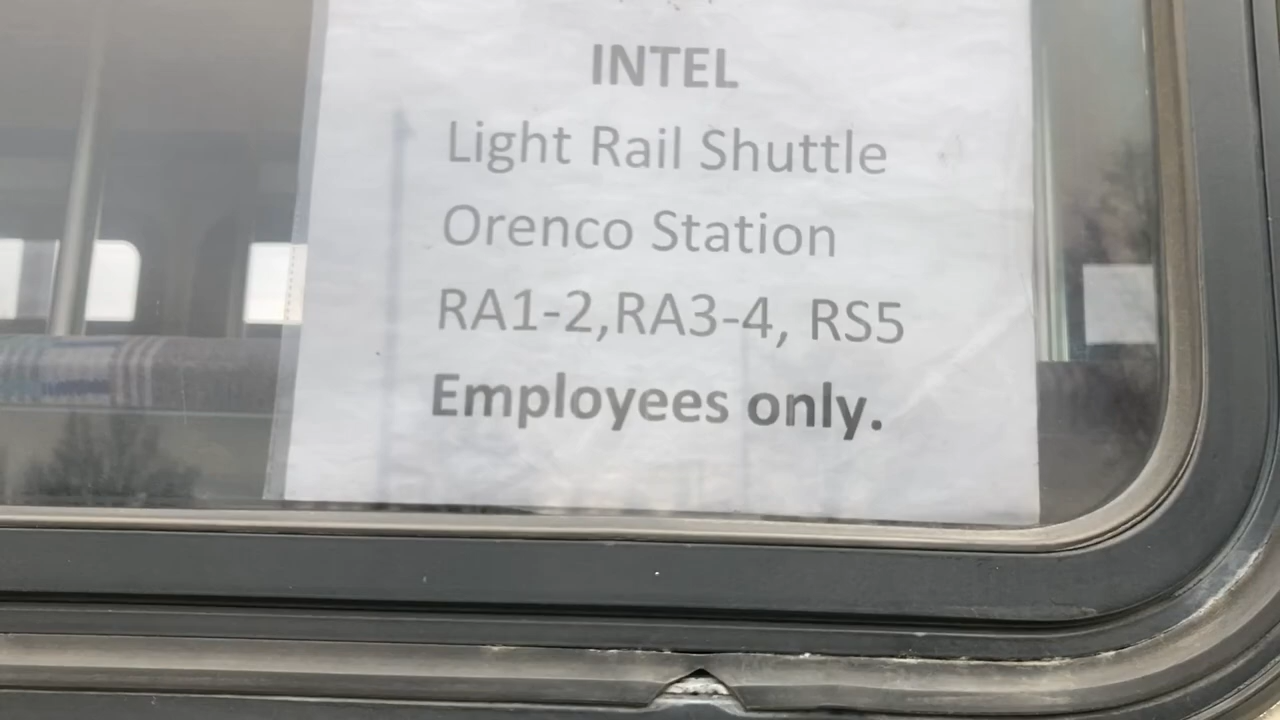 INTEL
Light Rail Shuttle
Orenco Station
RA1-2,RA3-4, RS5
Employees only.